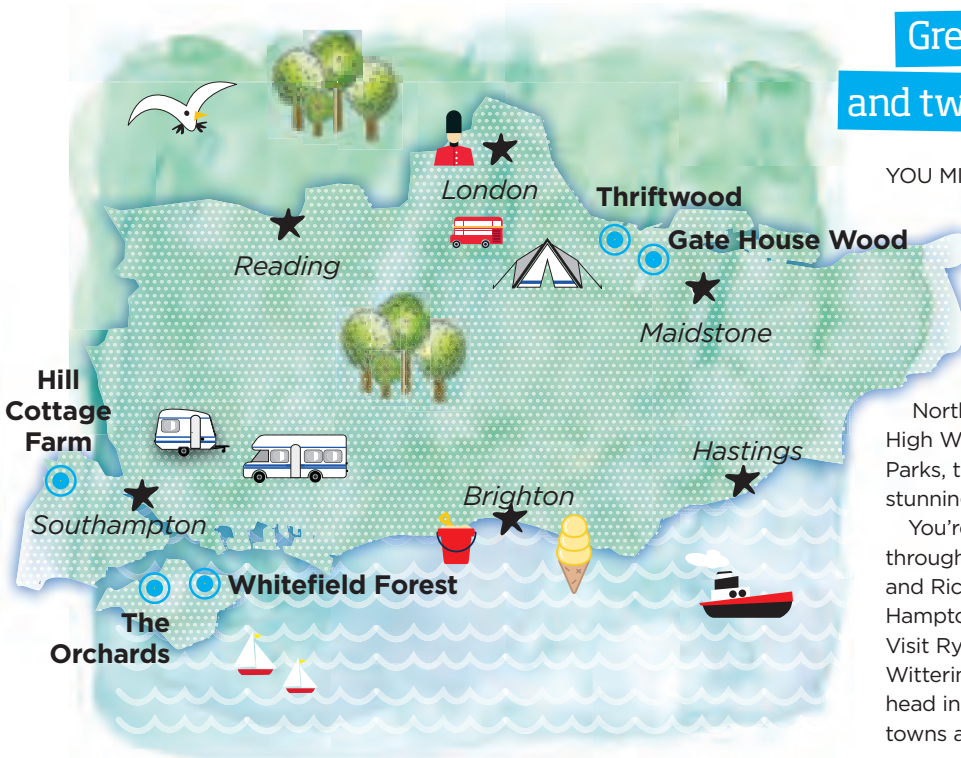 Gre
and tw
YOU M
London
Thriftwood
Gate House Wood
Reading
Maidstone
Hill
Cottage
Farm
Hastings
Brighton
Southampton
Whitefield Forest
The
Orchards
North
High W
Parks, t
stunnin
You’re
through
and Ric
Hampto
Visit Ry
Witterin
head in
towns a